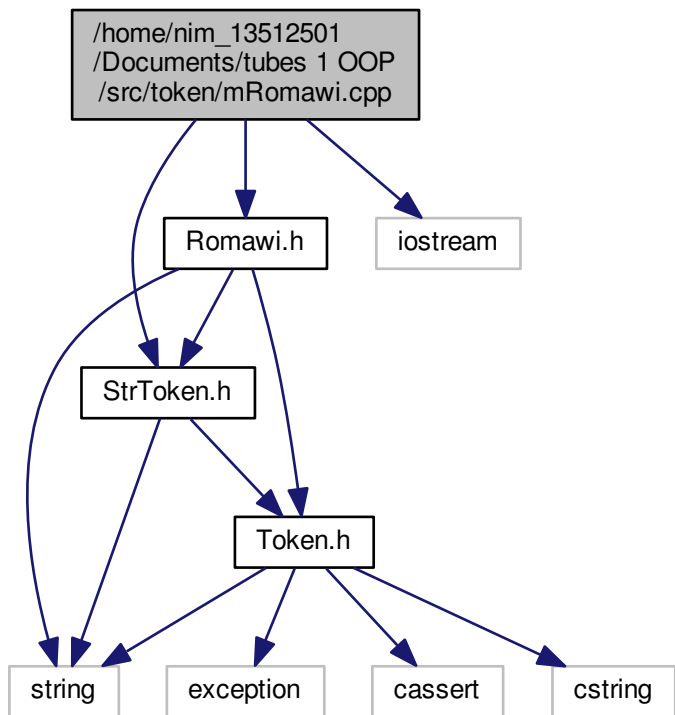 /home/nim_13512501
/Documents/tubes 1 OOP
/src/token/mRomawi.cpp
Romawi.h
iostream
StrToken.h
Token.h
string
exception
cassert
cstring